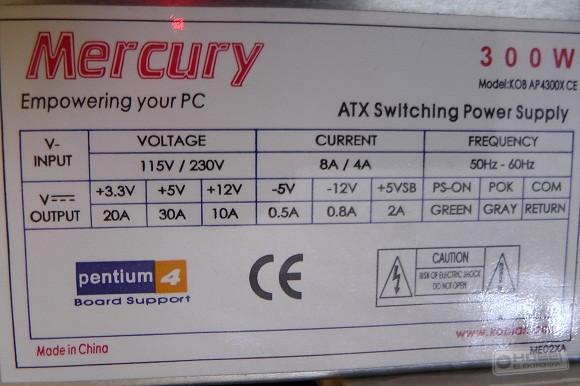 Mercury
300W
Model:KOB AP4300X CE
Empowering your PC
ATX Switching Power Supply
V-INPUT VOLTAGE CURRENT FREQUENCY
115V / 230V 8A / 4A 50Hz - 60Hz
V OUTPUT +3.3V +5V +12V -5V -12V +5VSB PS-ON POK COM
20A 30A 10A 0.5A 0.8A 2A GREEN GRAY RETURN
pentium 4
Board Support
CE
CAUTION
RISK OF ELECTRIC SHOCK
DO NOT OPEN
Made in China
ME02XA